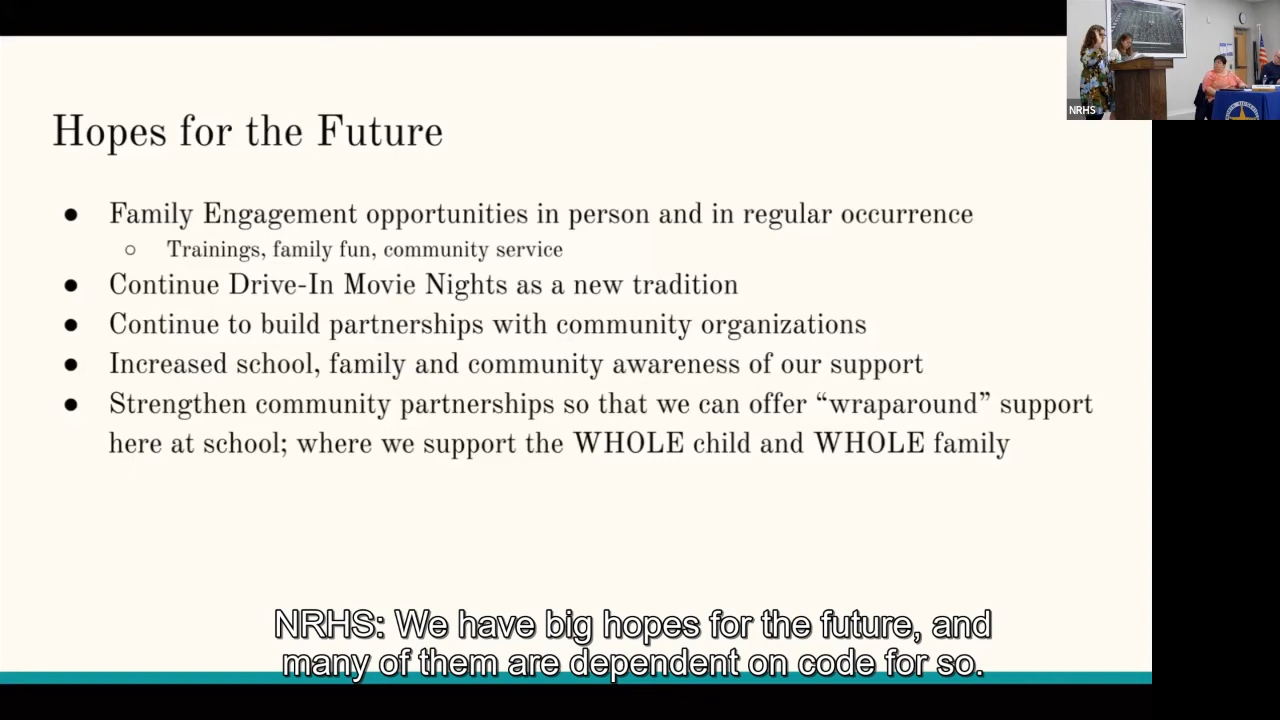 NRHS
Hopes for the Future
● Family Engagement opportunities in person and in regular occurrence
○ Trainings, family fun, community service
● Continue Drive-In Movie Nights as a new tradition
● Continue to build partnerships with community organizations
● Increased school, family and community awareness of our support
● Strengthen community partnerships so that we can offer “wraparound” support
here at school; where we support the WHOLE child and WHOLE family
NRHS: We have big hopes for the future, and
many of them are dependent on code for so.